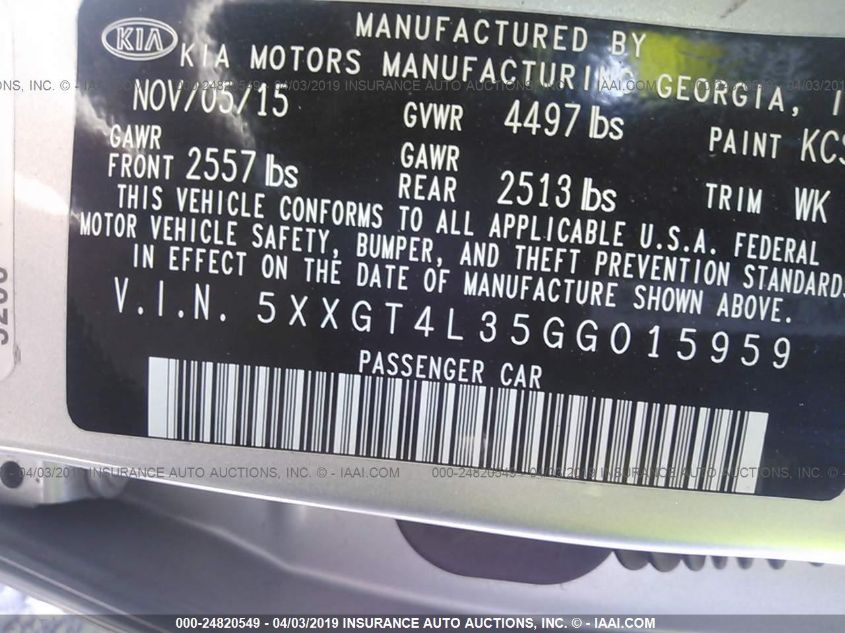 MANUFACTURED BY
KIA KIA MOTORS MANUFACTURING GEORGIA, I
NOV/05/15 GVWR 4497 lbs PAINT KCS
GAWR FRONT 2557 lbs GAWR REAR 2513 lbs TRIM WK
THIS VEHICLE CONFORMS TO ALL APPLICABLE U.S.A. FEDERAL
MOTOR VEHICLE SAFETY, BUMPER, AND THEFT PREVENTION STANDARDS
IN EFFECT ON THE DATE OF MANUFACTURE SHOWN ABOVE.
V.I.N. 5XXGT4L35GG015959
PASSENGER CAR
000-24820549 - 04/03/2019 INSURANCE AUTO AUCTIONS, INC. © - IAAI.COM